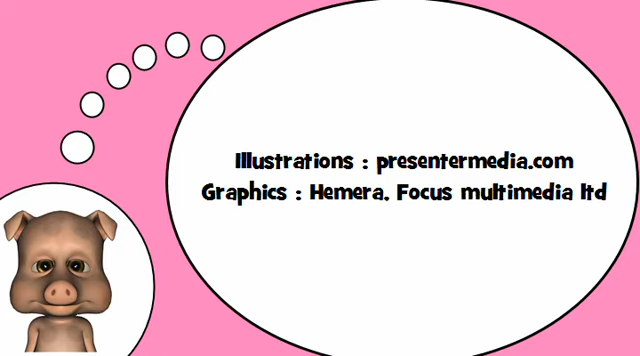 Illustrations : presentermedia.com
Graphics : Hemera. Focus multimedia ltd